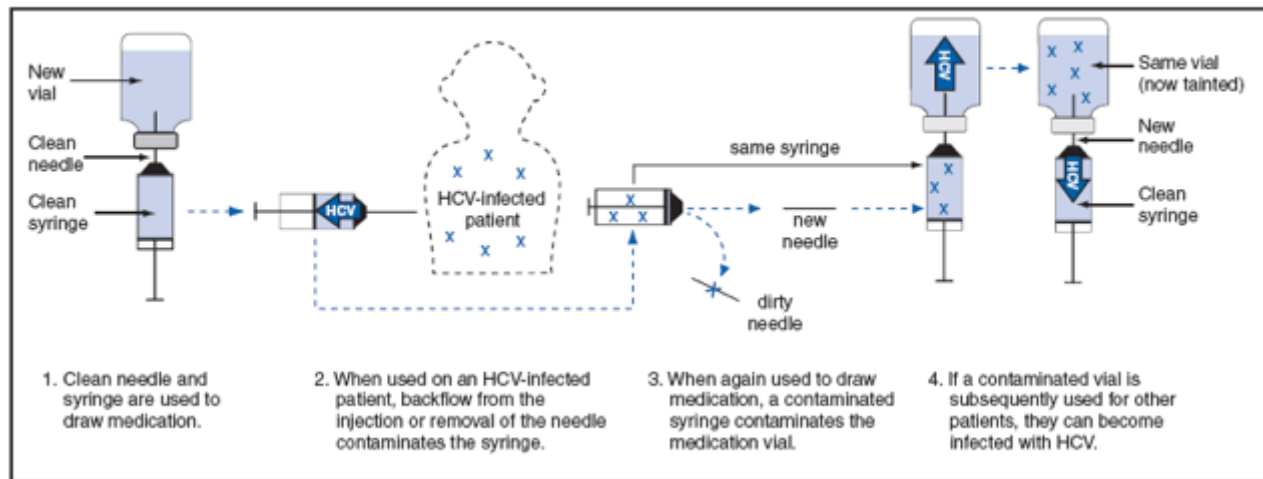 New
vial
Clean
needle
Clean
syringe
HCV
HCV-infected
patient
same syringe
new
needle
dirty
needle
HCV
Same vial
(now tainted)
New
needle
HCV
Clean
syringe
1. Clean needle and
syringe are used to
draw medication.
2. When used on an HCV-infected
patient, backflow from the
injection or removal of the needle
contaminates the syringe.
3. When again used to draw
medication, a contaminated
syringe contaminates the
medication vial.
4. If a contaminated vial is
subsequently used for other
patients, they can become
infected with HCV.